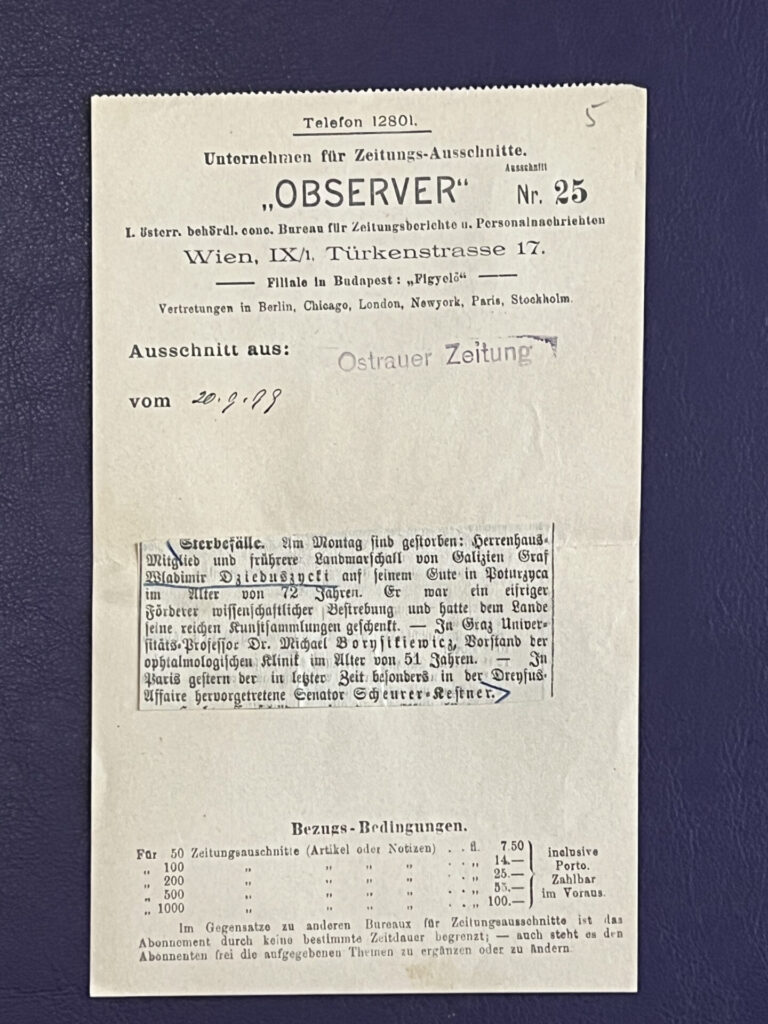 5
Telefon 12801.
Unternehmen für Zeitungs-Ausschnitte.
Ausschnitt
„OBSERVER“ Nr. 25
I. österr. behördl. conc. Bureau für Zeitungsberichte u. Personalnachrichten
Wien, IX/1, Türkenstrasse 17.
— Filiale in Budapest: „Figyelő“ —
Vertretungen in Berlin, Chicago, London, Newyork, Paris, Stockholm.
Ausschnitt aus: Ostrauer Zeitung
vom 20.9.99
Sterbefälle. Am Montag sind gestorben: Herrenhaus-
Mitglied und frührere Landmarschall von Galizien Graf
Wladimir Dzieduszycki auf seinem Gute in Poturzyca
im Alter von 72 Jahren. Er war ein eifriger
Förderer wissenschaftlicher Bestrebung und hatte dem Lande
seine reichen Kunstsammlungen geschenkt. — In Graz Univer-
sitäts-Professor Dr. Michael Borysikiewicz, Vorstand der
ophtalmologischen Klinik im Alter von 51 Jahren. — In
Paris gestern der in letzter Zeit besonders in der Dreyfus-
Affaire hervorgetretene Senator Scheurer-Kestner.
Bezugs-Bedingungen.
Für 50 Zeitungsauschnitte (Artikel oder Notizen) . . fl. 7.50
„ 100 „ „ „ „ . . „ 14.—
„ 200 „ „ „ „ . . „ 25.—
„ 500 „ „ „ „ . . „ 55.—
„ 1000 „ „ „ „ . . „ 100.—
inclusive
Porto.
Zahlbar
im Voraus.
Im Gegensatze zu anderen Bureaux für Zeitungsausschnitte ist das
Abonnement durch keine bestimmte Zeitdauer begrenzt; — auch steht es den
Abonnenten frei die aufgegebenen Themen zu ergänzen oder zu ändern.